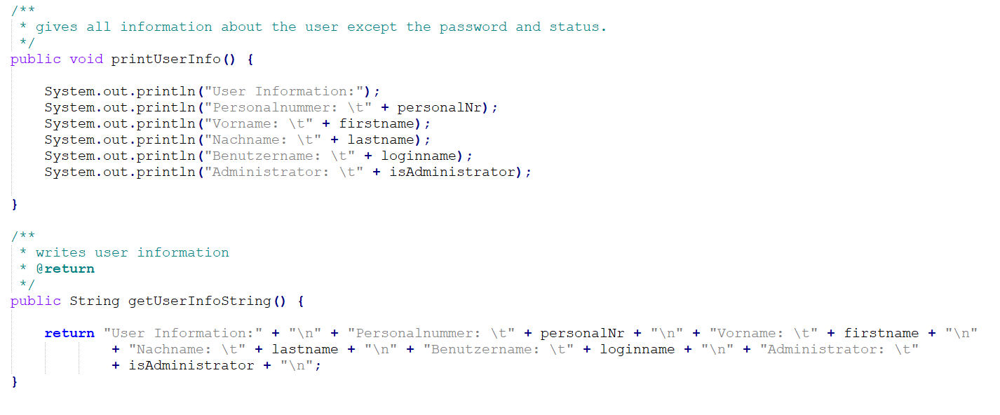 /**
 * gives all information about the user except the password and status.
 */
public void printUserInfo() {
    System.out.println("User Information:");
    System.out.println("Personalnummer: \t" + personalNr);
    System.out.println("Vorname: \t" + firstname);
    System.out.println("Nachname: \t" + lastname);
    System.out.println("Benutzername: \t" + loginname);
    System.out.println("Administrator: \t" + isAdministrator);
}
/**
 * writes user information
 * @return
 */
public String getUserInfoString() {
    return "User Information:" + "\n" + "Personalnummer: \t" + personalNr + "\n" + "Vorname: \t" + firstname + "\n"
            + "Nachname: \t" + lastname + "\n" + "Benutzername: \t" + loginname + "\n" + "Administrator: \t"
            + isAdministrator + "\n";
}